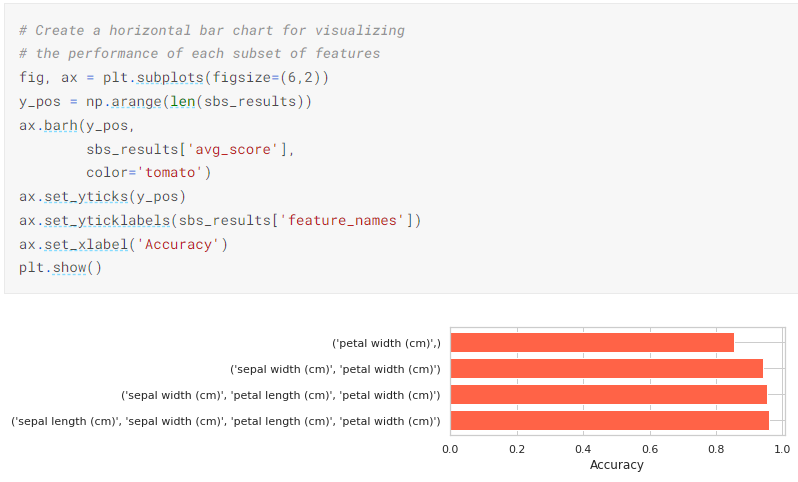 # Create a horizontal bar chart for visualizing
# the performance of each subset of features
fig, ax = plt.subplots(figsize=(6,2))
y_pos = np.arange(len(sbs_results))
ax.barh(y_pos,
        sbs_results['avg_score'],
        color='tomato')
ax.set_yticks(y_pos)
ax.set_yticklabels(sbs_results['feature_names'])
ax.set_xlabel('Accuracy')
plt.show()
('petal width (cm)',)
('sepal width (cm)', 'petal width (cm)')
('sepal width (cm)', 'petal length (cm)', 'petal width (cm)')
('sepal length (cm)', 'sepal width (cm)', 'petal length (cm)', 'petal width (cm)')
0.0 0.2 0.4 0.6 0.8 1.0
Accuracy